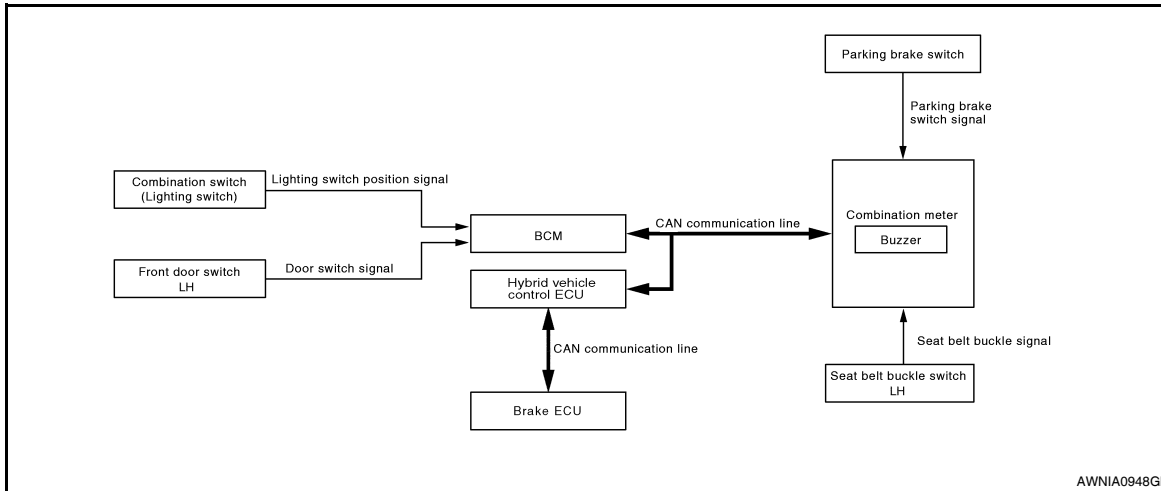 Parking brake switch
Parking brake
switch signal
Combination switch
(Lighting switch)
Lighting switch position signal
BCM
CAN communication line
Combination meter
Buzzer
Front door switch
LH
Door switch signal
Hybrid vehicle
control ECU
CAN communication line
Brake ECU
Seat belt buckle signal
Seat belt buckle switch
LH